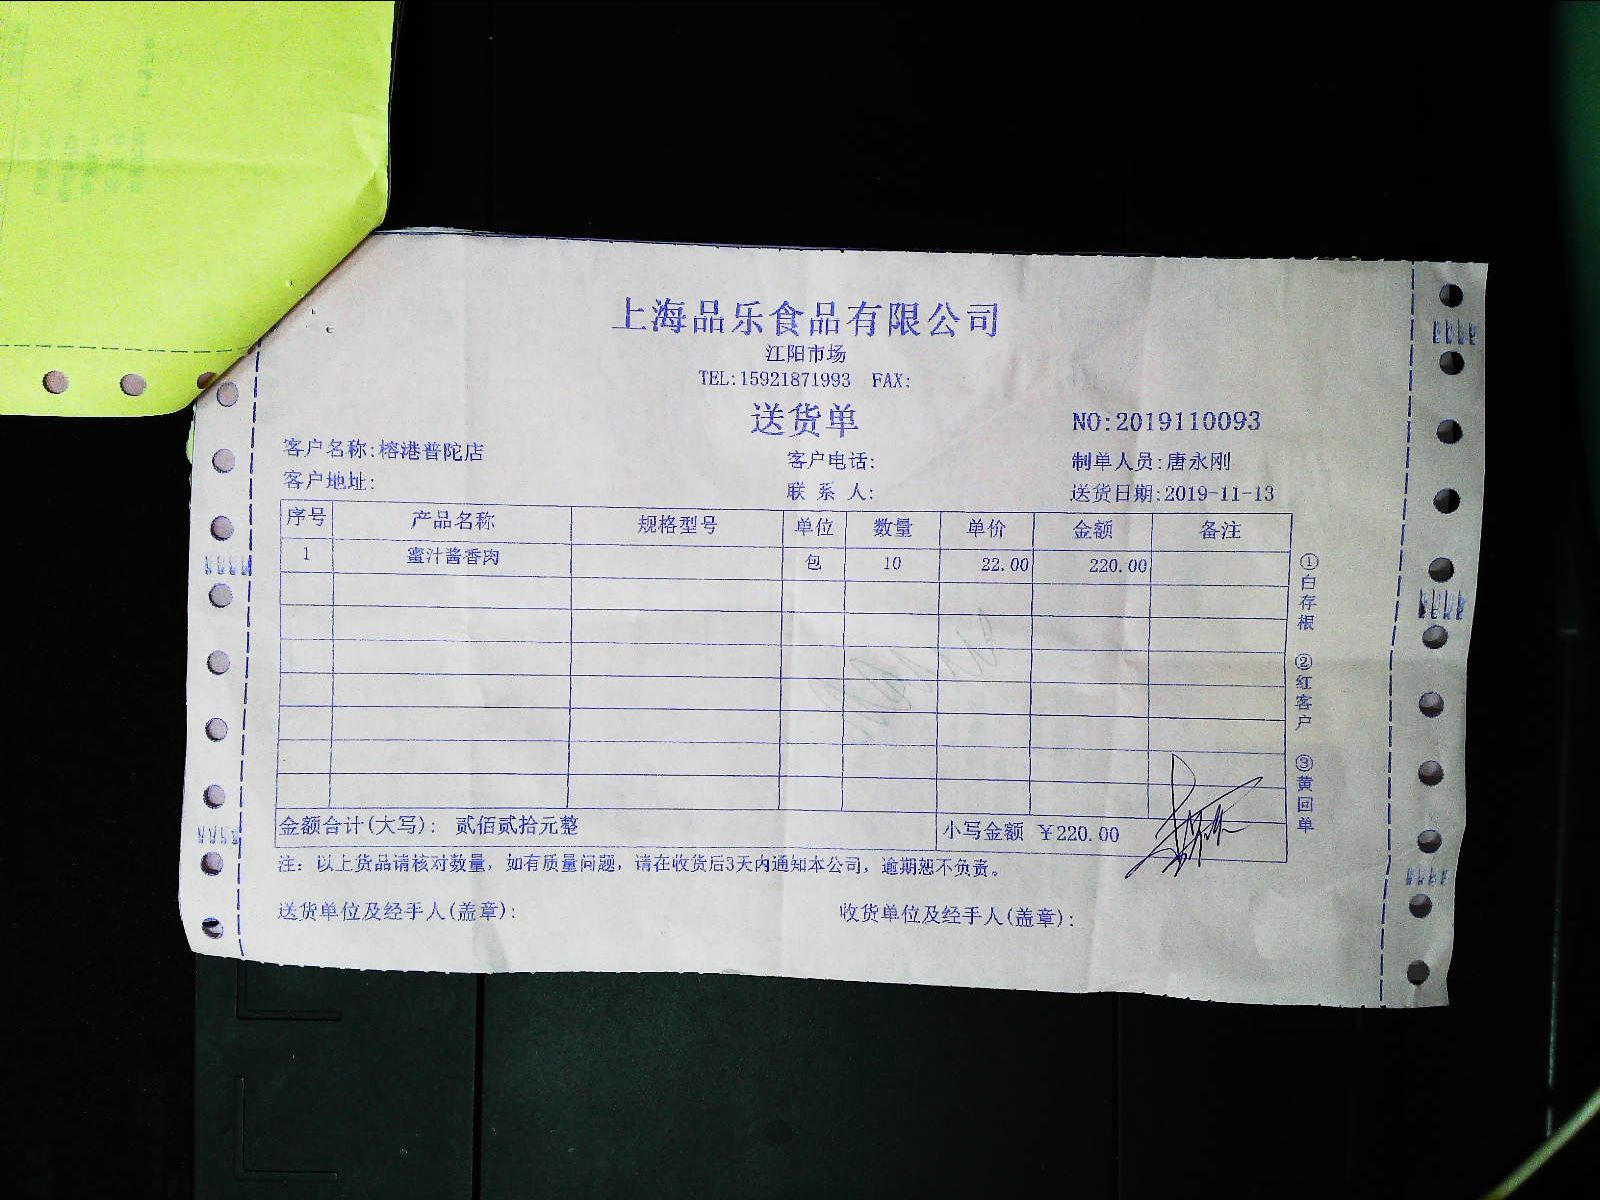 上海品乐食品有限公司
江阳市场
TEL:15921871993 FAX:
送货单
NO:2019110093
客户名称:榕港普陀店
客户电话:
制单人员:唐永刚
客户地址:
联 系 人:
送货日期:2019-11-13
序号 产品名称 规格型号 单位 数量 单价 金额 备注
1 蜜汁酱香肉 包 10 22.00 220.00
金额合计(大写): 贰佰贰拾元整
小写金额 ¥220.00
注: 以上货品请核对数量, 如有质量问题, 请在收货后3天内通知本公司, 逾期恕不负责。
送货单位及经手人(盖章):
收货单位及经手人(盖章):
①白存根 ②红客户 ③黄回单